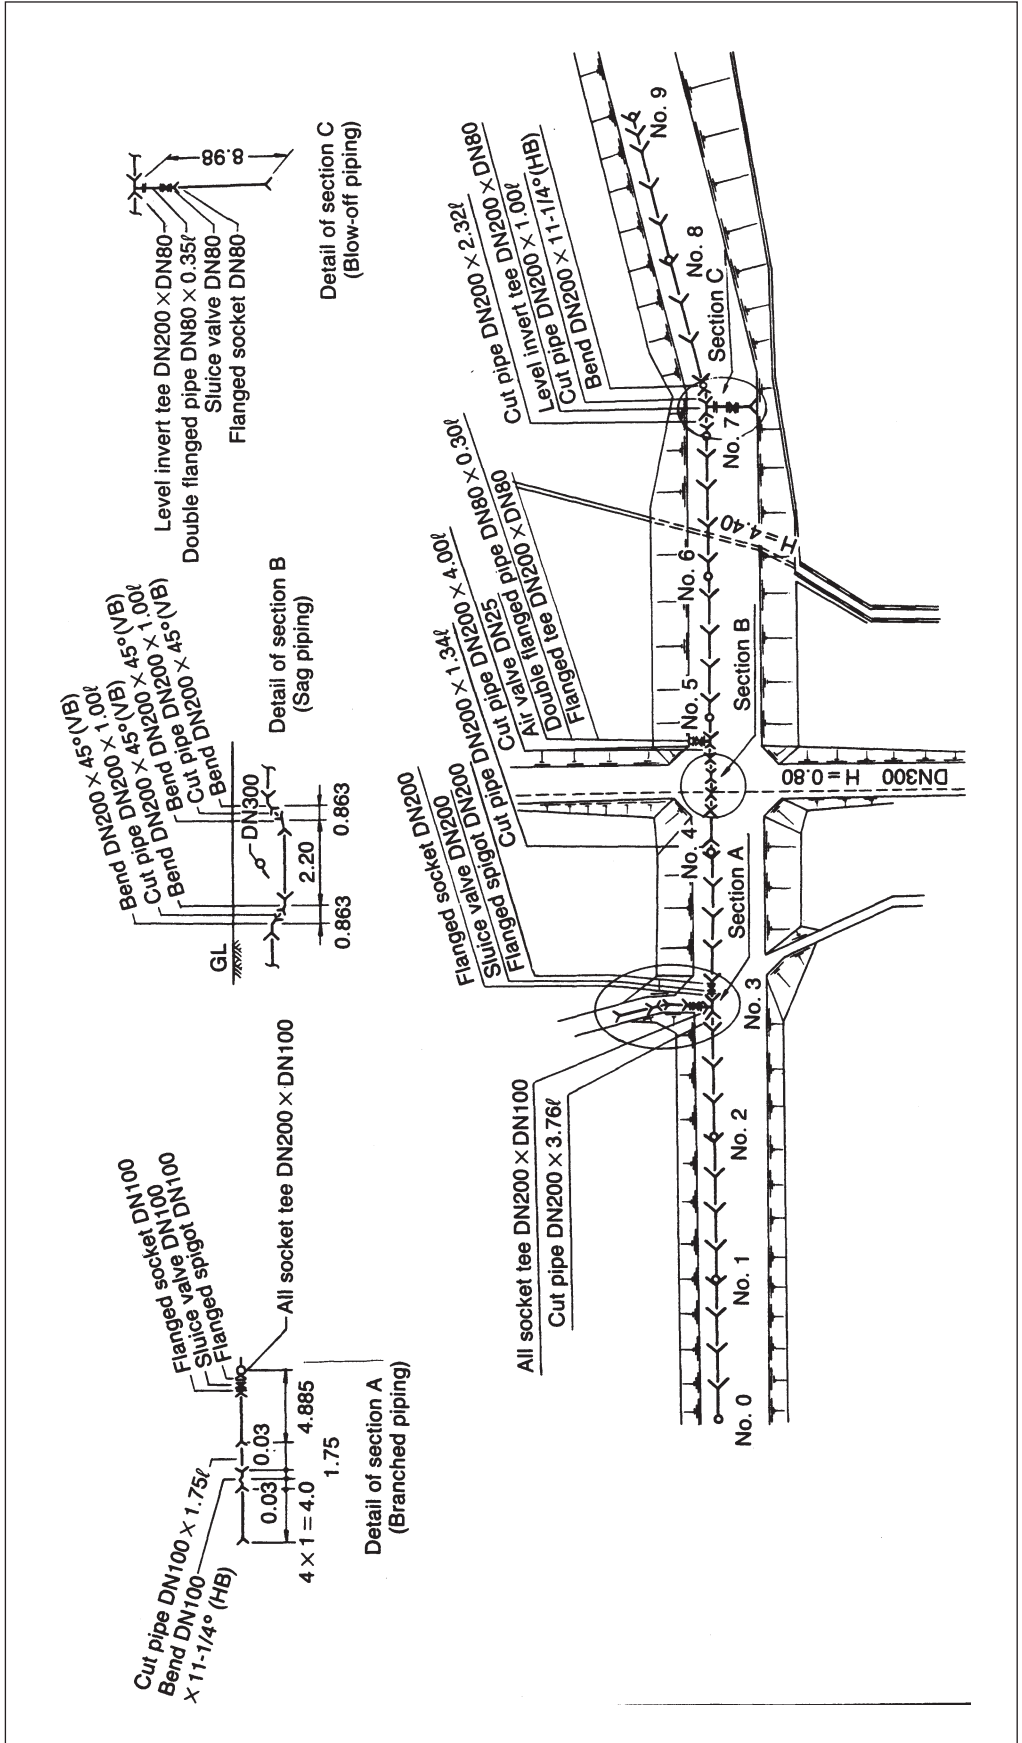 Cut pipe DN100 × 1.75ℓ
Bend DN100
× 11-1/4° (HB)
Flanged socket DN100
Sluice valve DN100
Flanged spigot DN100
All socket tee DN200 × DN100
0.03
0.03
4.885
4 × 1 = 4.0
1.75
Detail of section A
(Branched piping)
Bend DN200 × 45°(VB)
Cut pipe DN200 × 1.00ℓ
Bend DN200 × 45°(VB)
Cut DN200 × 45°(VB)
Bend DN200 × 1.00ℓ
Bend DN200 × 45°(VB)
Cut pipe DN200 × 1.00ℓ
Bend DN200 × 45°(VB)
GL
DN300
0.863
2.20
0.863
Detail of section B
(Sag piping)
8.98
Level invert tee DN200 × DN80
Double flanged pipe DN80 × 0.35ℓ
Sluice valve DN80
Flanged socket DN80
Detail of section C
(Blow-off piping)
All socket tee DN200 × DN100
Cut pipe DN200 × 3.76ℓ
Flanged socket DN200
Sluice valve DN200
Flanged spigot DN200
Cut pipe DN200 × 1.34ℓ
Cut pipe DN200 × 4.00ℓ
Air valve DN25
Double flanged pipe DN80 × 0.30ℓ
Flanged tee DN200 × DN80
Cut pipe DN200 × 2.32ℓ
Level invert tee DN200 × DN80
Cut pipe DN200 × 1.00ℓ
Bend DN200 × 11-1/4°(HB)
No. 0
No. 1
No. 2
No. 3
No. 4
No. 5
No. 6
No. 7
No. 8
No. 9
Section A
Section B
Section C
DN300 H = 0.80
H = 4.40